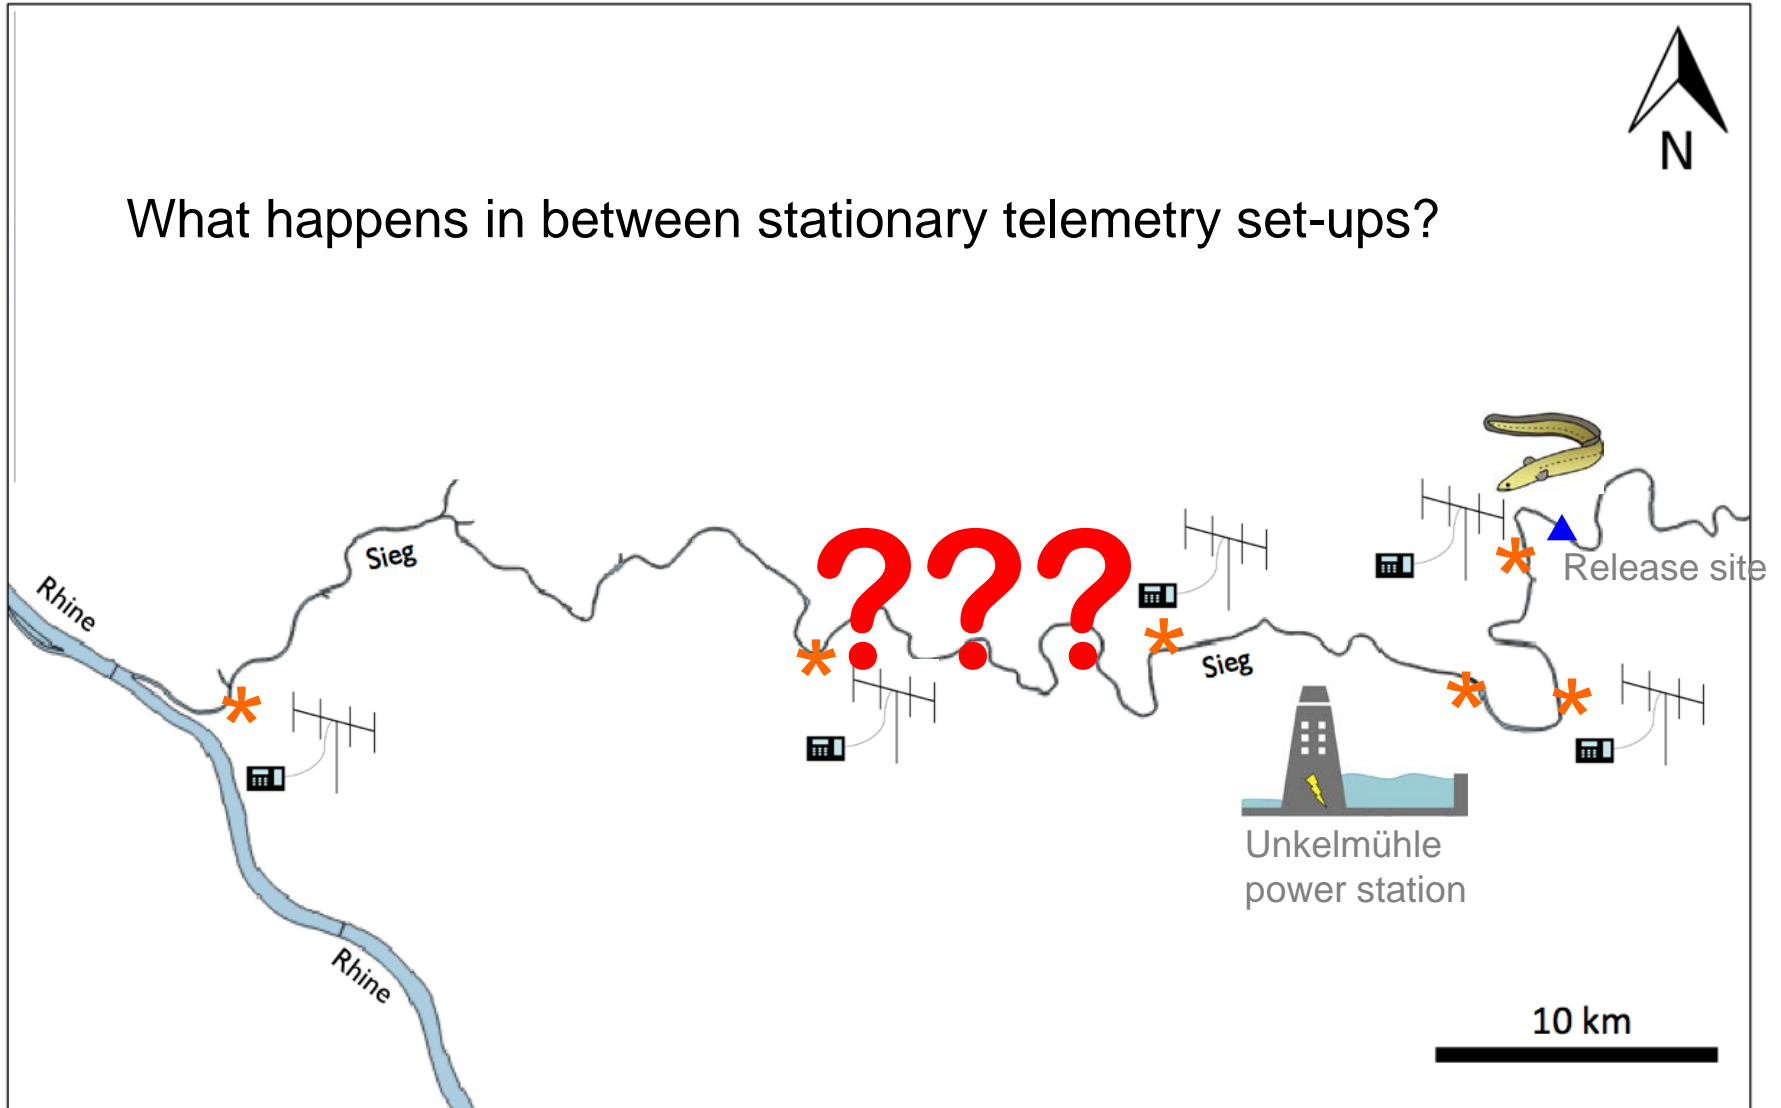 N
What happens in between stationary telemetry set-ups?
Sieg
???
Rhine
Release site
Sieg
Unkelmühle
power station
Rhine
10 km